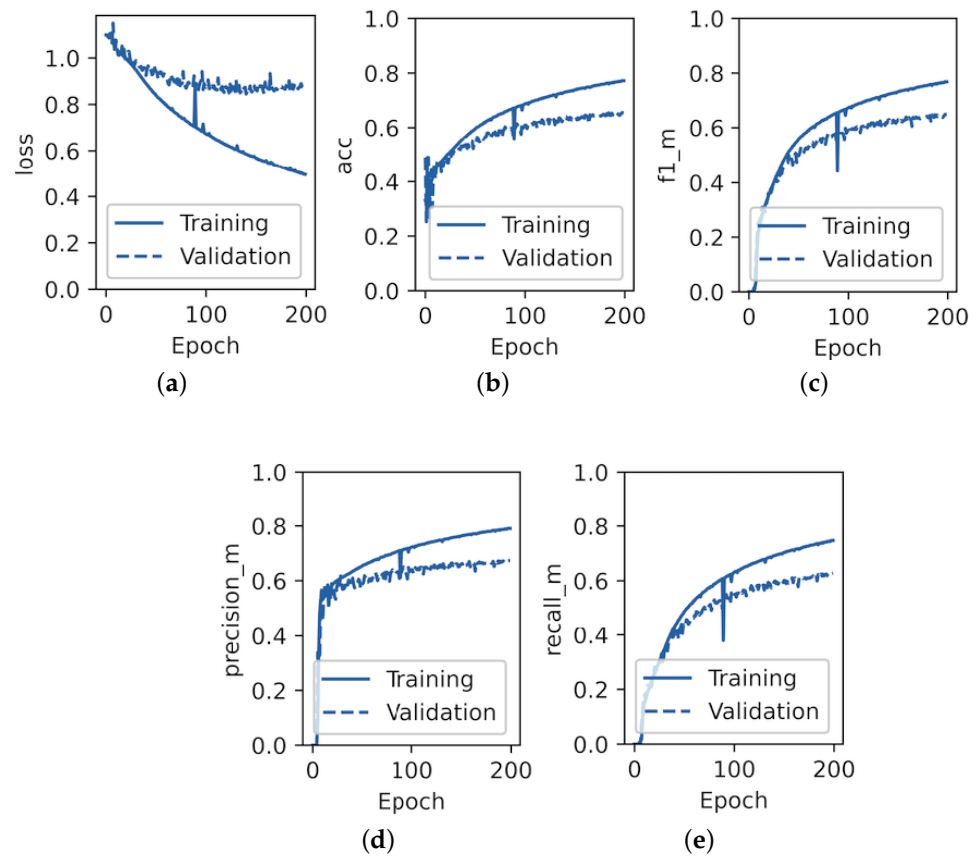 loss
1.0
0.8
0.6
0.4
0.2
0.0
Training
Validation
0
100
200
Epoch
(a)
acc
1.0
0.8
0.6
0.4
0.2
0.0
Training
Validation
0
100
200
Epoch
(b)
f1_m
1.0
0.8
0.6
0.4
0.2
0.0
Training
Validation
0
100
200
Epoch
(c)
precision_m
1.0
0.8
0.6
0.4
0.2
0.0
Training
Validation
0
100
200
Epoch
(d)
recall_m
1.0
0.8
0.6
0.4
0.2
0.0
Training
Validation
0
100
200
Epoch
(e)